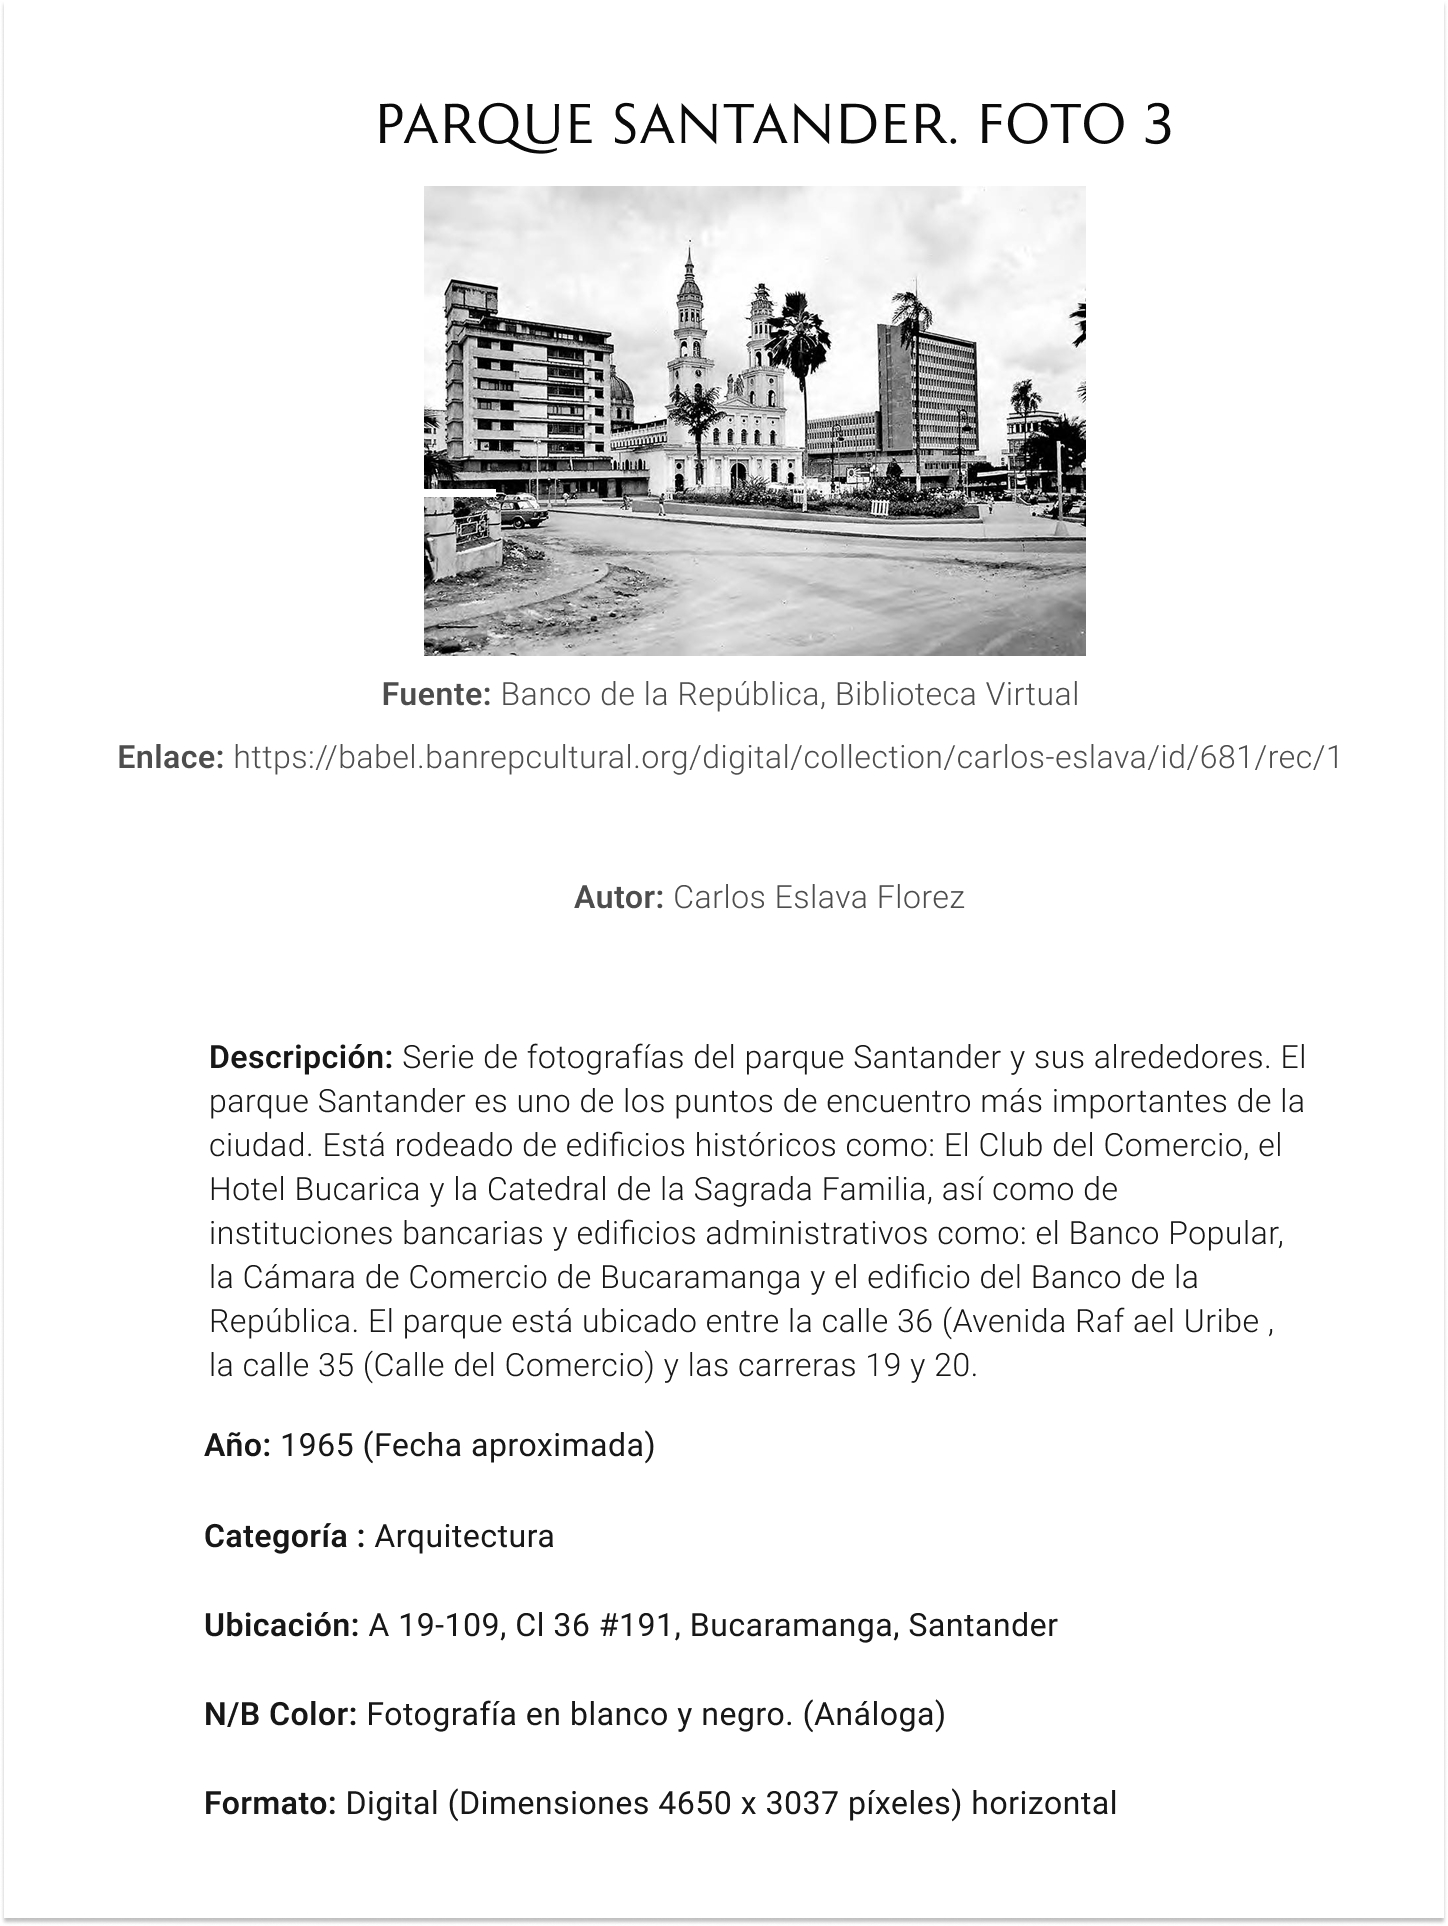 PARQUE SANTANDER. FOTO 3
Fuente: Banco de la República, Biblioteca Virtual
Enlace: https://babel.banrepcultural.org/digital/collection/carlos-eslava/id/681/rec/1
Autor: Carlos Eslava Florez
Descripción: Serie de fotografías del parque Santander y sus alrededores. El
parque Santander es uno de los puntos de encuentro más importantes de la
ciudad. Está rodeado de edificios históricos como: El Club del Comercio, el
Hotel Bucarica y la Catedral de la Sagrada Familia, así como de
instituciones bancarias y edificios administrativos como: el Banco Popular,
la Cámara de Comercio de Bucaramanga y el edificio del Banco de la
República. El parque está ubicado entre la calle 36 (Avenida Raf ael Uribe ,
la calle 35 (Calle del Comercio) y las carreras 19 y 20.
Año: 1965 (Fecha aproximada)
Categoría : Arquitectura
Ubicación: A 19-109, Cl 36 #191, Bucaramanga, Santander
N/B Color: Fotografía en blanco y negro. (Análoga)
Formato: Digital (Dimensiones 4650 x 3037 píxeles) horizontal